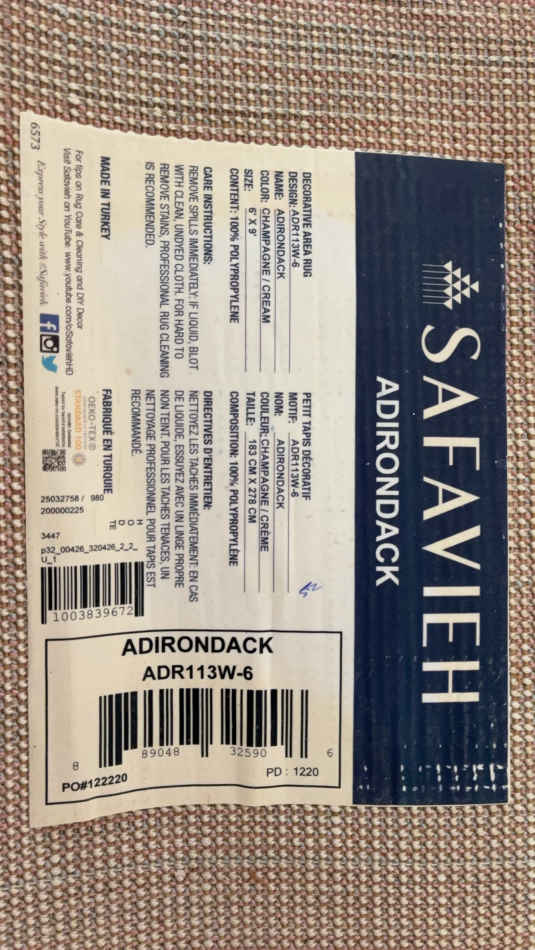 SAFAVIEH
ADIRONDACK
DECORATIVE AREA RUG
DESIGN: ADR113W-6
NAME: ADIRONDACK
COLOR: CHAMPAGNE / CREAM
SIZE: 6' X 9'
CONTENT: 100% POLYPROPYLENE
CARE INSTRUCTIONS:
REMOVE SPILLS IMMEDIATELY: IF LIQUID, BLOT
WITH CLEAN, UNDYED CLOTH. FOR HARD TO
REMOVE STAINS, PROFESSIONAL RUG CLEANING
IS RECOMMENDED.
MADE IN TURKEY
For tips on Rug Care & Cleaning and DIY Decor
Visit Safavieh on YouTube: www.youtube.com/c/SafaviehHD
Express your Style with #Safavieh
6573
PETIT TAPIS DÉCORATIF
MOTIF: ADR113W-6
NOM: ADIRONDACK
COULEUR: CHAMPAGNE / CRÈME
TAILLE: 183 CM X 278 CM
COMPOSITION: 100% POLYPROPYLÈNE
DIRECTIVES D'ENTRETIEN:
NETTOYEZ LES TACHES IMMÉDIATEMENT: EN CAS
DE LIQUIDE, ESSUYEZ AVEC UN LINGE PROPRE
NON TEINT. POUR LES TACHES TENACES, UN
NETTOYAGE PROFESSIONNEL POUR TAPIS EST
RECOMMANDÉ.
FABRIQUÉ EN TURQUIE
OEKO-TEX®
STANDARD 100
25032758 / 980
200000225
3447
p32_00426_320426_2_2_
U_1
1003839672
ADIRONDACK
ADR113W-6
8 89048 32590 6
PO#122220
PD : 1220